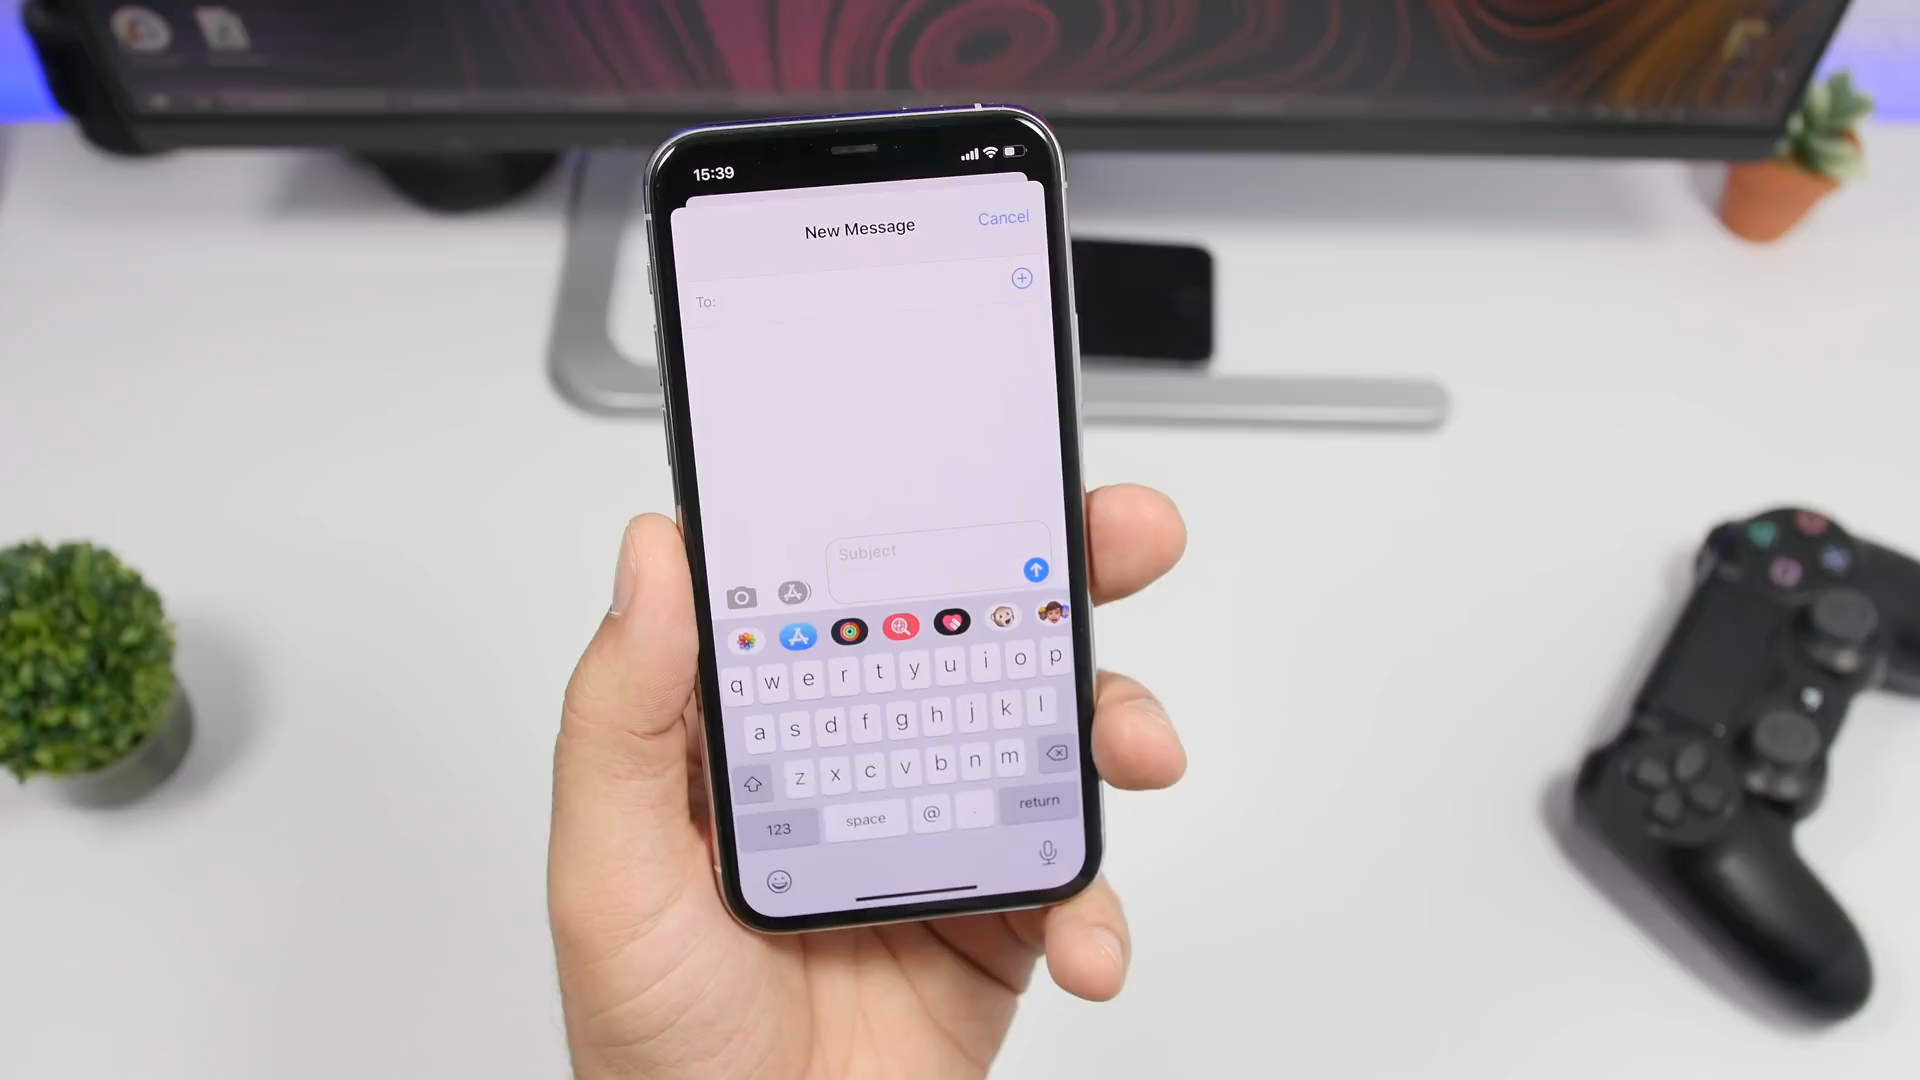 15:39
New Message
Cancel
To:
Subject
q w e r t y u i o p
a s d f g h j k l
z x c v b n m
123 space @ . return